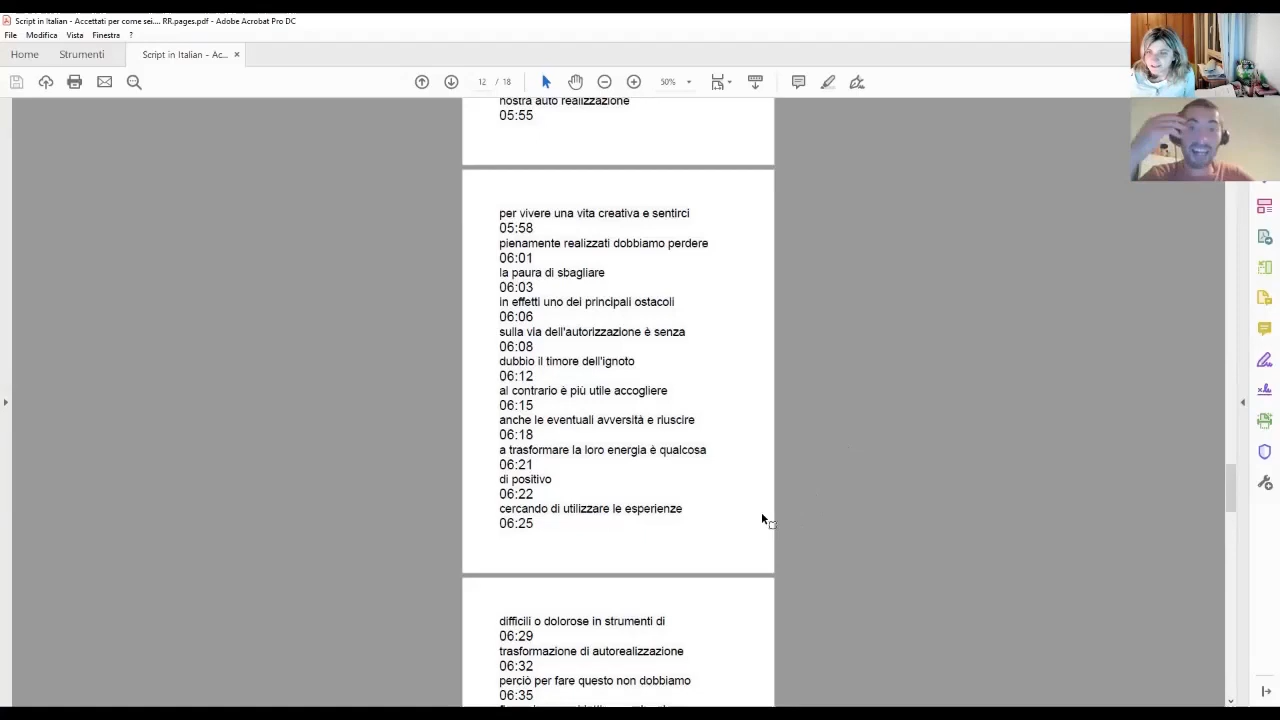 Script in Italian - Accettati per come sei.... RR.pages.pdf - Adobe Acrobat Pro DC
File Modifica Vista Finestra ?
Home Strumenti Script in Italian - Ac... ×
12 / 18 50%
nostra auto realizzazione
05:55
per vivere una vita creativa e sentirci
05:58
pienamente realizzati dobbiamo perdere
06:01
la paura di sbagliare
06:03
in effetti uno dei principali ostacoli
06:06
sulla via dell'autorizzazione è senza
06:08
dubbio il timore dell'ignoto
06:12
al contrario è più utile accogliere
06:15
anche le eventuali avversità e riuscire
06:18
a trasformare la loro energia è qualcosa
06:21
di positivo
06:22
cercando di utilizzare le esperienze
06:25
difficili o dolorose in strumenti di
06:29
trasformazione di autorealizzazione
06:32
perciò per fare questo non dobbiamo
06:35